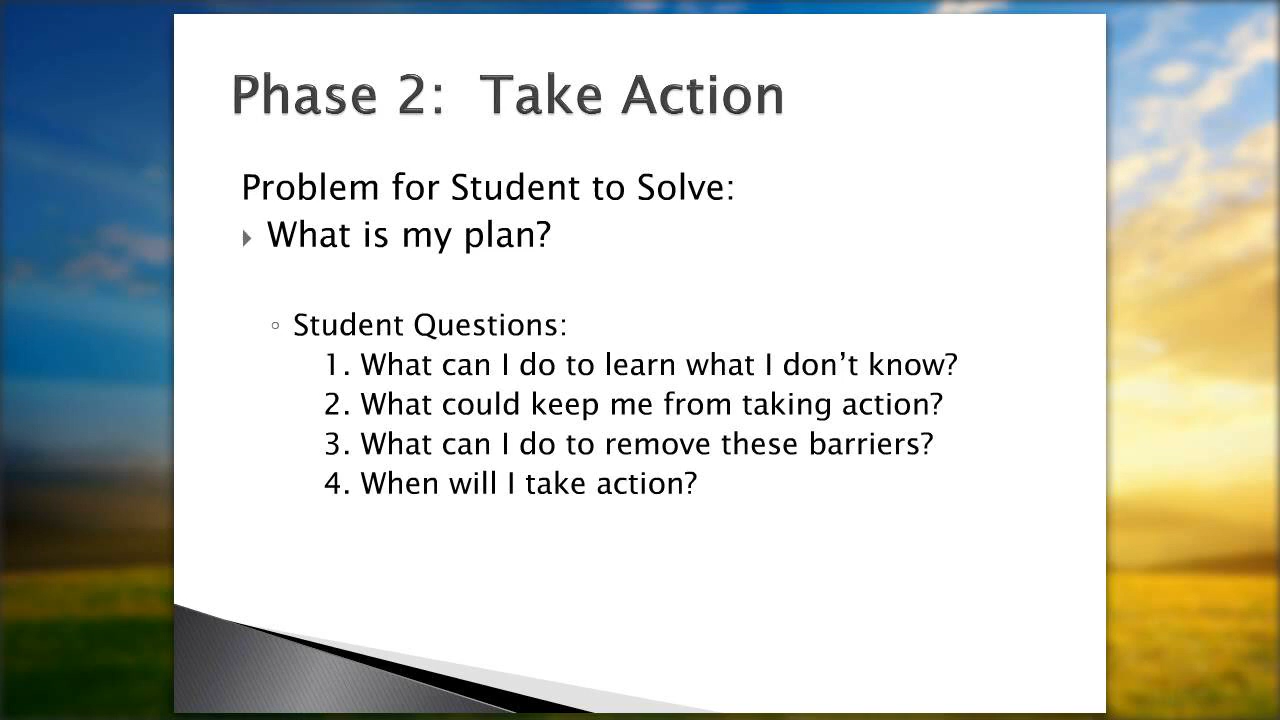 Phase 2:  Take Action
Problem for Student to Solve:
What is my plan?
Student Questions:
1. What can I do to learn what I don’t know?
2. What could keep me from taking action?
3. What can I do to remove these barriers?
4. When will I take action?